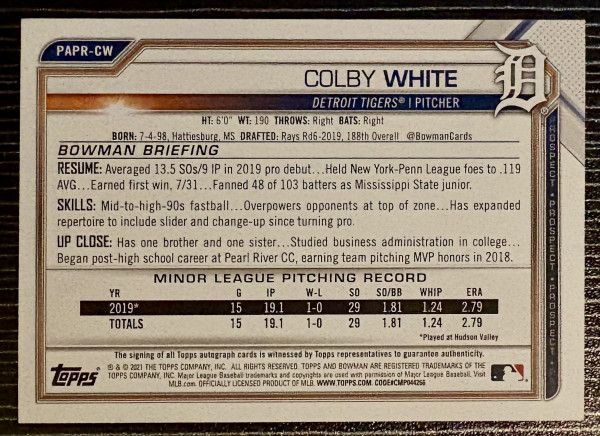 PAPR-CW
COLBY WHITE
DETROIT TIGERS® | PITCHER
HT: 6'0" WT: 190 THROWS: Right BATS: Right
BORN: 7-4-98, Hattiesburg, MS DRAFTED: Rays Rd6-2019, 188th Overall @BowmanCards
BOWMAN BRIEFING
RESUME: Averaged 13.5 SOs/9 IP in 2019 pro debut...Held New York-Penn League foes to .119
AVG...Earned first win, 7/31...Fanned 48 of 103 batters as Mississippi State junior.
SKILLS: Mid-to-high-90s fastball...Overpowers opponents at top of zone...Has expanded
repertoire to include slider and change-up since turning pro.
UP CLOSE: Has one brother and one sister...Studied business administration in college...
Began post-high school career at Pearl River CC, earning team pitching MVP honors in 2018.
MINOR LEAGUE PITCHING RECORD
YR G IP W-L SO SO/BB WHIP ERA
2019* 15 19.1 1-0 29 1.81 1.24 2.79
TOTALS 15 19.1 1-0 29 1.81 1.24 2.79
*Played at Hudson Valley
The signing of all Topps autograph cards is witnessed by Topps representatives to guarantee authenticity.
Topps
® & © 2021 THE TOPPS COMPANY, INC. ALL RIGHTS RESERVED. TOPPS AND BOWMAN ARE REGISTERED TRADEMARKS OF THE
TOPPS COMPANY, INC. Major League Baseball trademarks and copyrights are used with permission of Major League Baseball. Visit
MLB.com. OFFICIALLY LICENSED PRODUCT OF MLB. WWW.TOPPS.COM. CODE#CMP044256
D
PROSPECT • PROSPECT • PROSPECT • PROSPECT